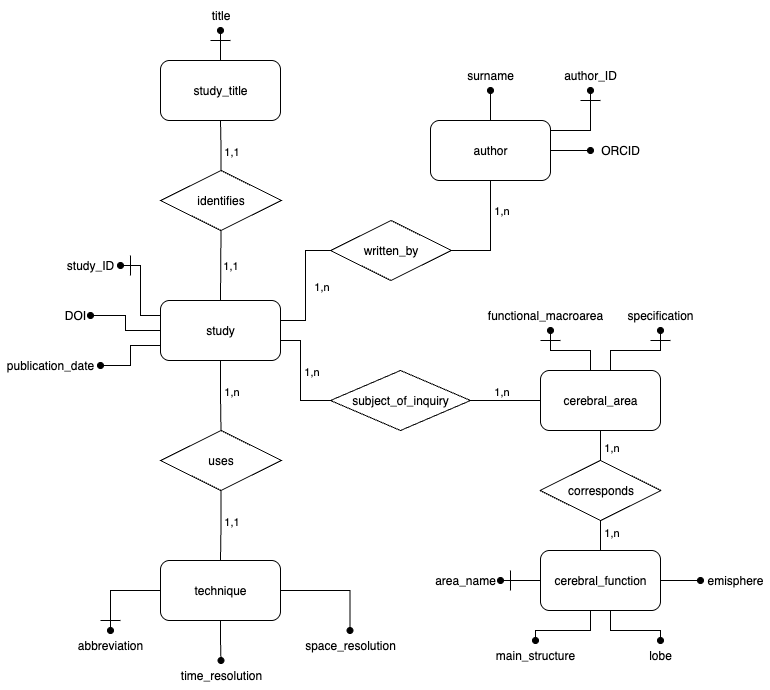 title
study_title
1,1
identifies
1,1
surname
author_ID
author
ORCID
1,n
written_by
1,n
study_ID
DOI
publication_date
study
functional_macroarea
specification
1,n
subject_of_inquiry
1,n
cerebral_area
1,n
uses
1,1
1,n
corresponds
1,n
technique
abbreviation
time_resolution
space_resolution
area_name
cerebral_function
emisphere
main_structure
lobe